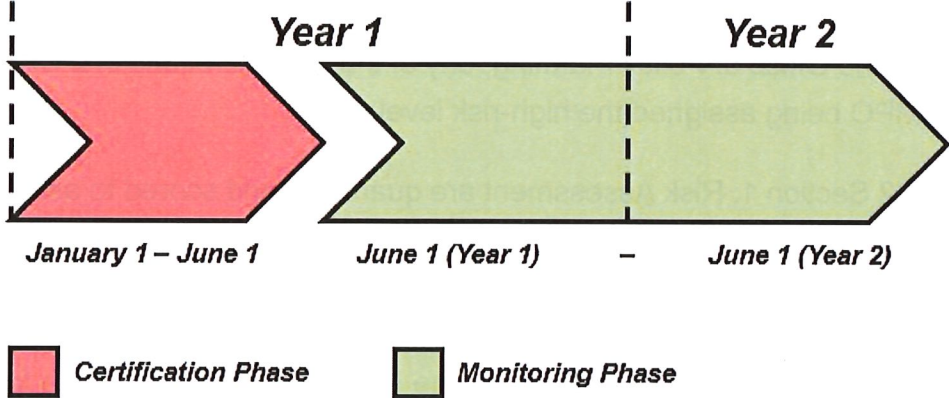 Year 1
Year 2
January 1 – June 1
June 1 (Year 1) – June 1 (Year 2)
Certification Phase
Monitoring Phase